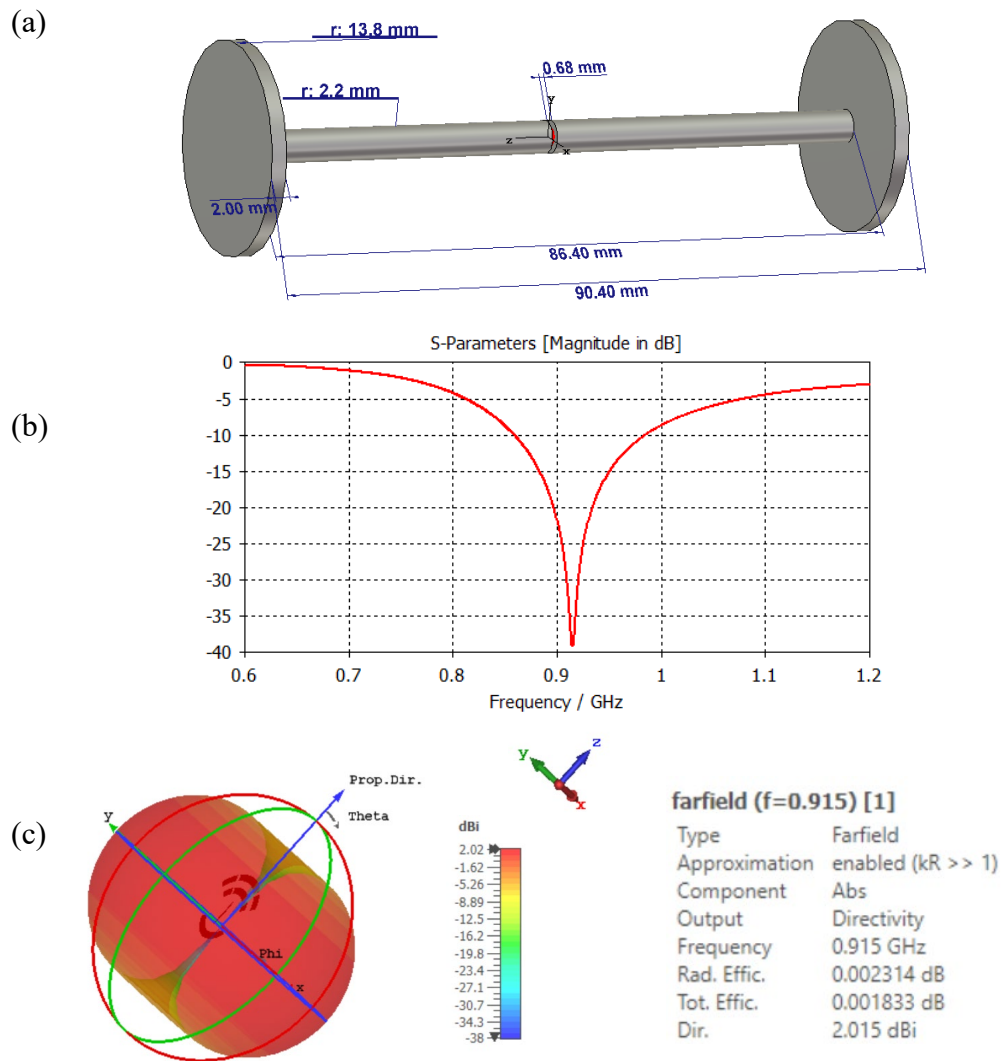 (a)
r: 13.8 mm
0.68 mm
r: 2.2 mm
y
z
x
2.00 mm
86.40 mm
90.40 mm
(b)
S-Parameters [Magnitude in dB]
0
-5
-10
-15
-20
-25
-30
-35
-40
0.6 0.7 0.8 0.9 1 1.1 1.2
Frequency / GHz
(c)
y z
x
Prop.Dir.
Theta
y
Phi
x
dBi
2.02
-1.62
-5.26
-8.89
-12.5
-16.2
-19.8
-23.4
-27.1
-30.7
-34.3
-38
farfield (f=0.915) [1]
Type Farfield
Approximation enabled (kR >> 1)
Component Abs
Output Directivity
Frequency 0.915 GHz
Rad. Effic. 0.002314 dB
Tot. Effic. 0.001833 dB
Dir. 2.015 dBi